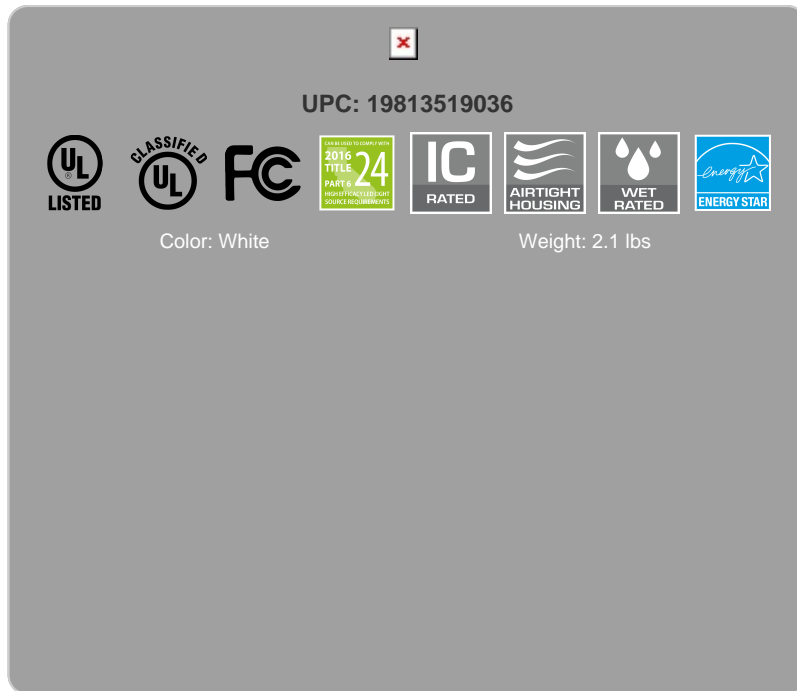 UPC: 19813519036
UL
®
LISTED
CLASSIFIED
UL
FC
CAN BE USED TO COMPLY WITH
2016
TITLE
24
PART 6
HIGH EFFICACY LED LIGHT
SOURCE REQUIREMENTS
IC
RATED
AIRTIGHT
HOUSING
WET
RATED
energy
ENERGY STAR
Color: White
Weight: 2.1 lbs